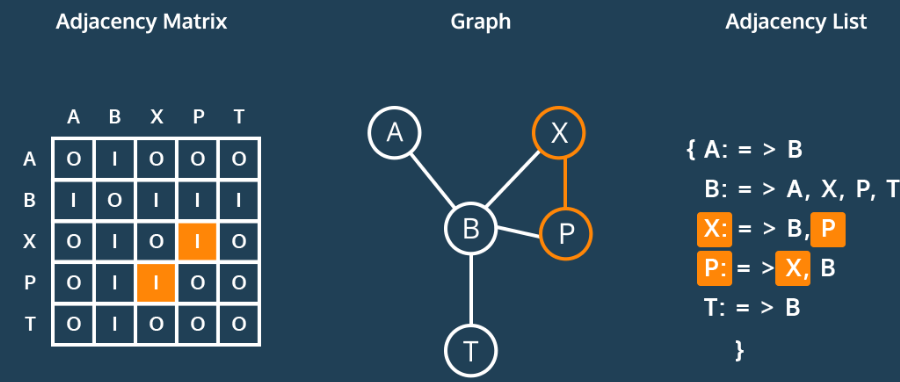 Adjacency Matrix
Graph
Adjacency List
A B X P T
A O I O O O
B I O I I I
X O I O I O
P O I I O O
T O I O O O
A
X
B
P
T
{ A: = > B
B: = > A, X, P, T
X: = > B, P
P: = > X, B
T: = > B
}